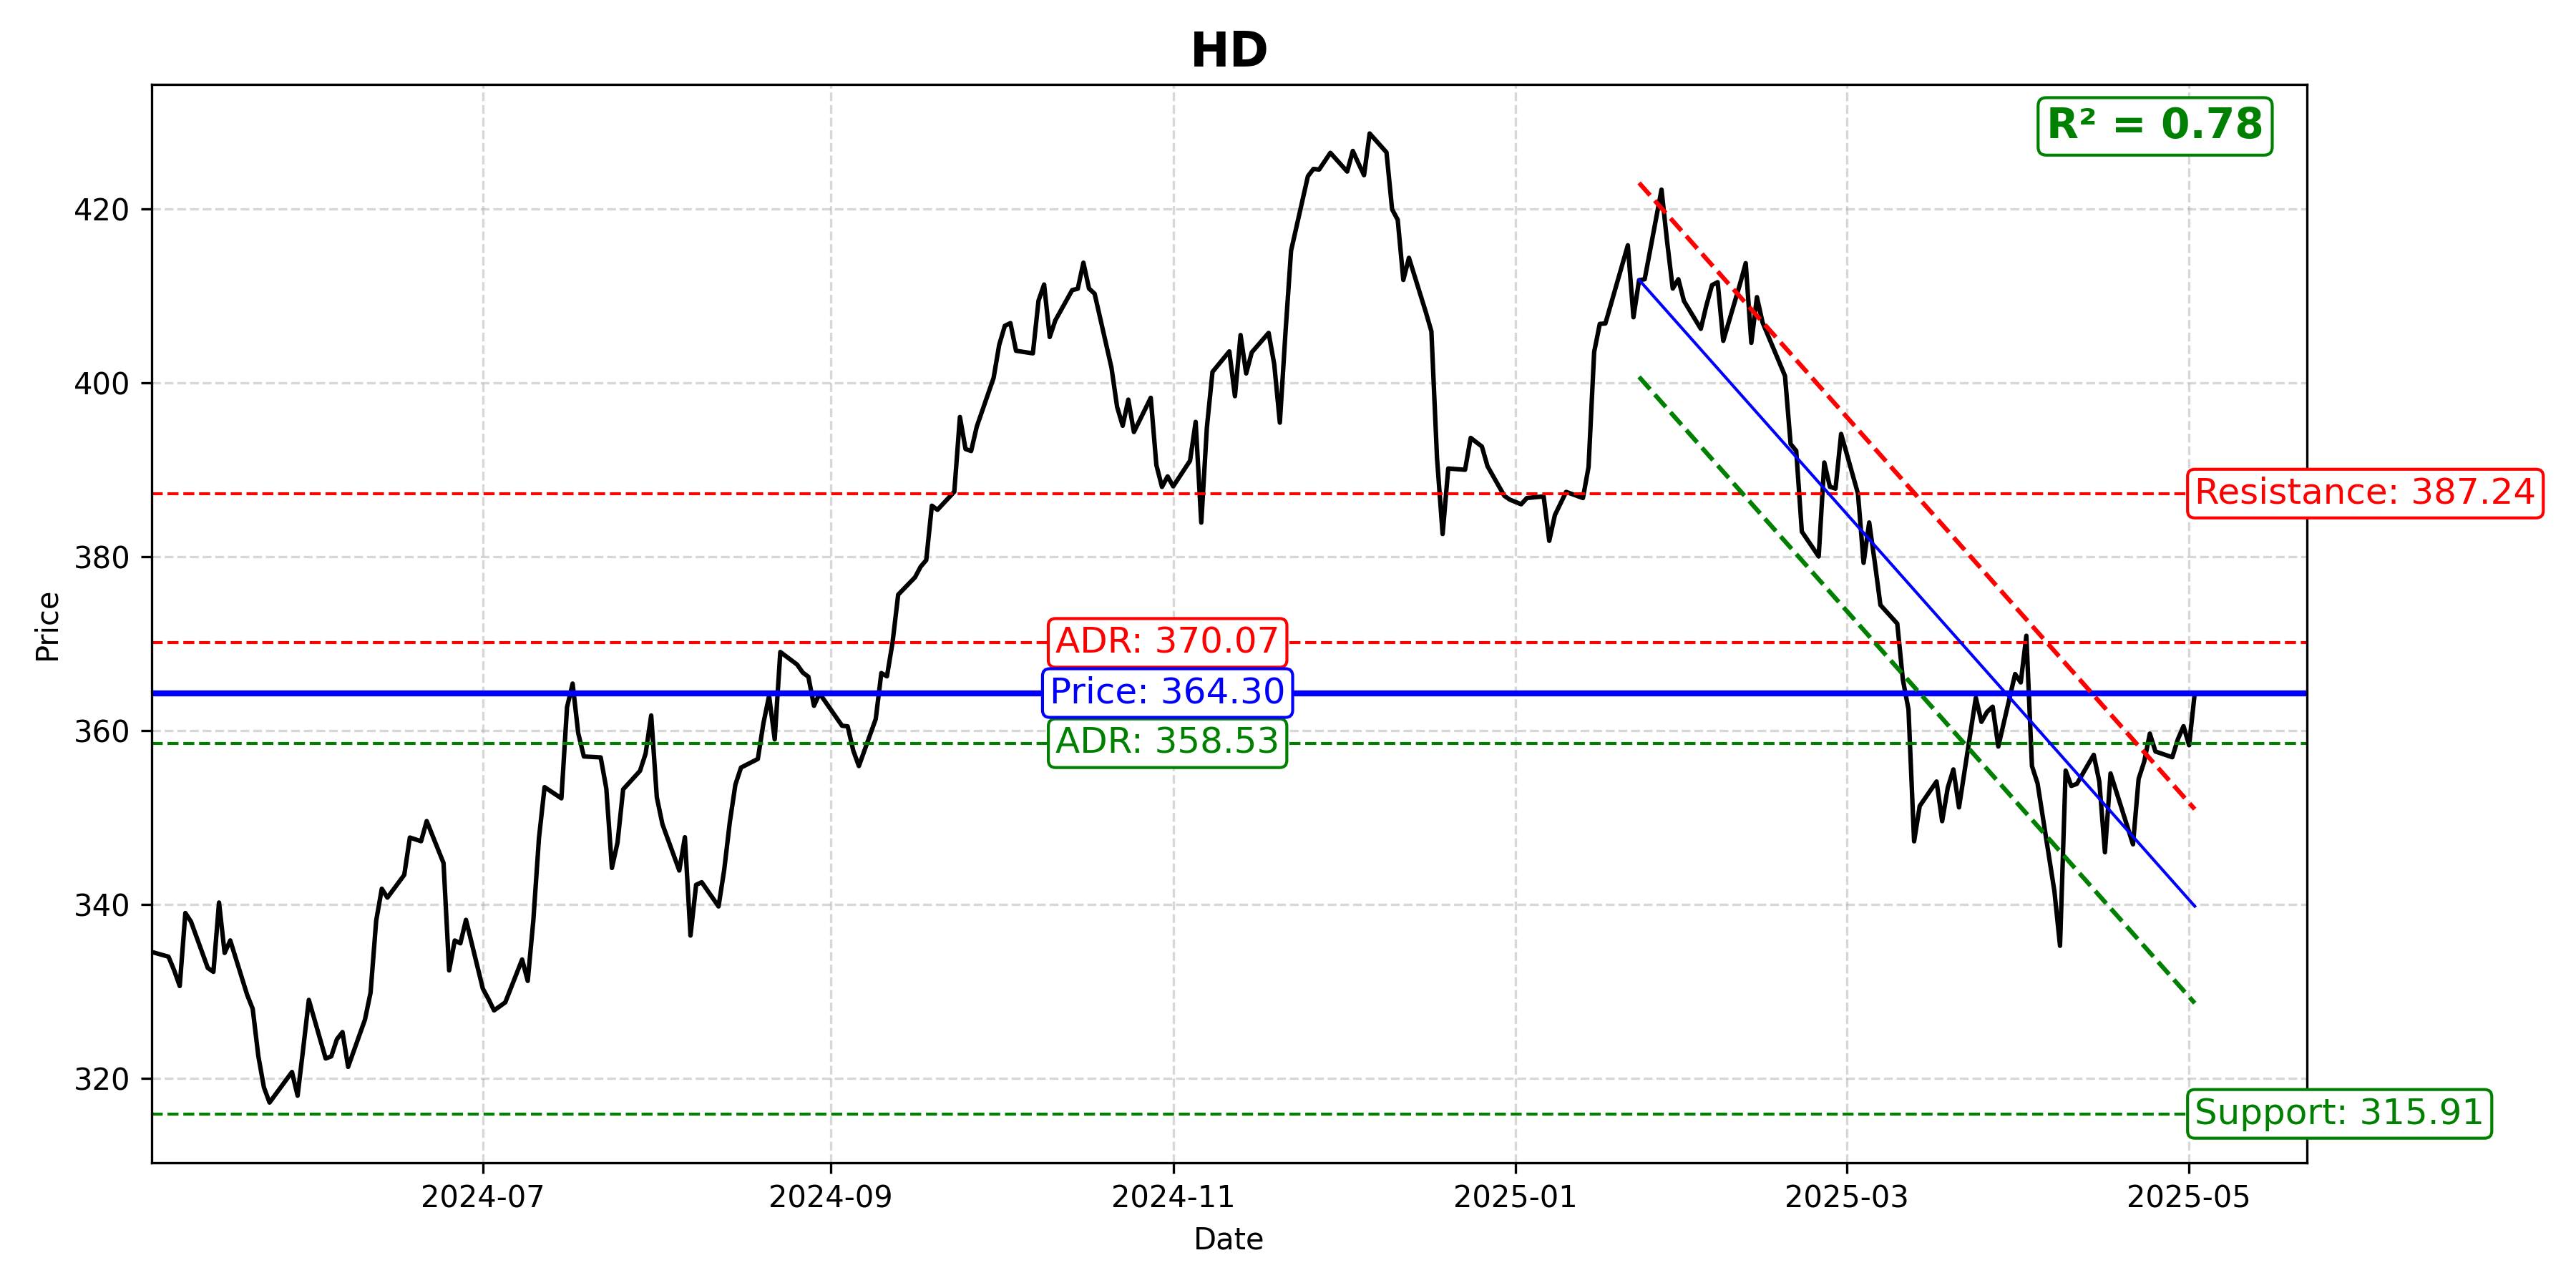 HD
R² = 0.78
420
400
380
360
340
320
Price
Resistance: 387.24
ADR: 370.07
Price: 364.30
ADR: 358.53
Support: 315.91
2024-07
2024-09
2024-11
2025-01
2025-03
2025-05
Date